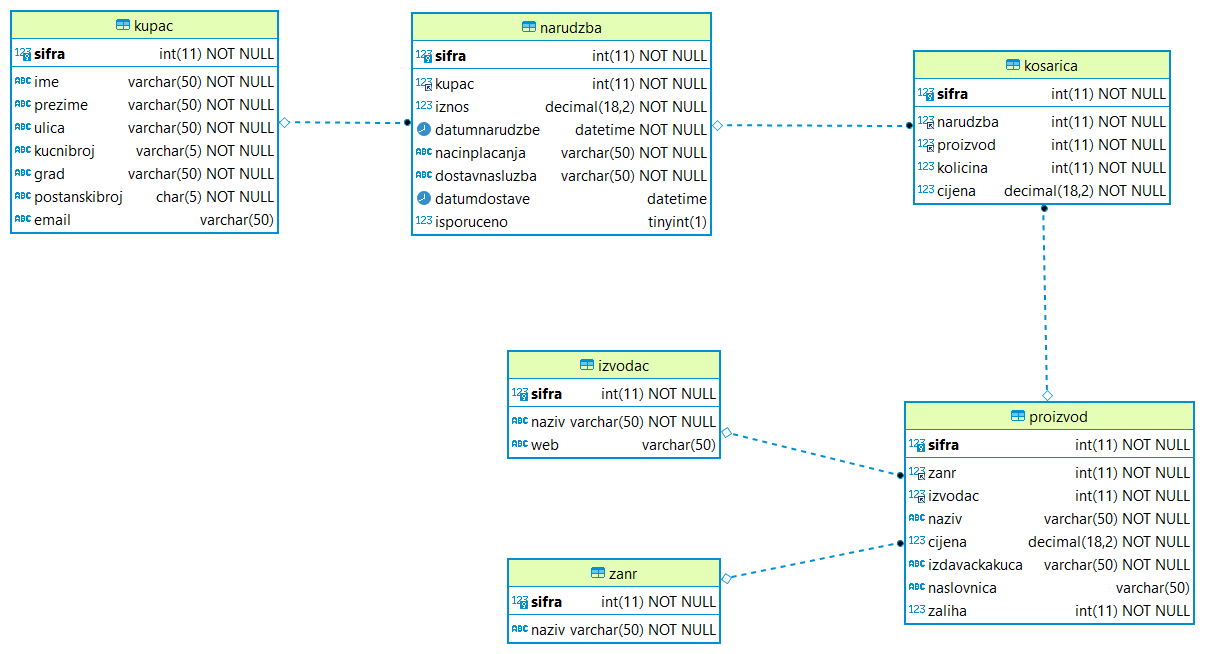 kupac
sifra int(11) NOT NULL
ime varchar(50) NOT NULL
prezime varchar(50) NOT NULL
ulica varchar(50) NOT NULL
kucnibroj varchar(5) NOT NULL
grad varchar(50) NOT NULL
postanskibroj char(5) NOT NULL
email varchar(50)
narudzba
sifra int(11) NOT NULL
kupac int(11) NOT NULL
iznos decimal(18,2) NOT NULL
datumnarudzbe datetime NOT NULL
nacinplacanja varchar(50) NOT NULL
dostavnasluzba varchar(50) NOT NULL
datumdostave datetime
isporuceno tinyint(1)
kosarica
sifra int(11) NOT NULL
narudzba int(11) NOT NULL
proizvod int(11) NOT NULL
kolicina int(11) NOT NULL
cijena decimal(18,2) NOT NULL
izvodac
sifra int(11) NOT NULL
naziv varchar(50) NOT NULL
web varchar(50)
proizvod
sifra int(11) NOT NULL
zanr int(11) NOT NULL
izvodac int(11) NOT NULL
naziv varchar(50) NOT NULL
cijena decimal(18,2) NOT NULL
izdavackakuca varchar(50) NOT NULL
naslovnica varchar(50)
zaliha int(11) NOT NULL
zanr
sifra int(11) NOT NULL
naziv varchar(50) NOT NULL